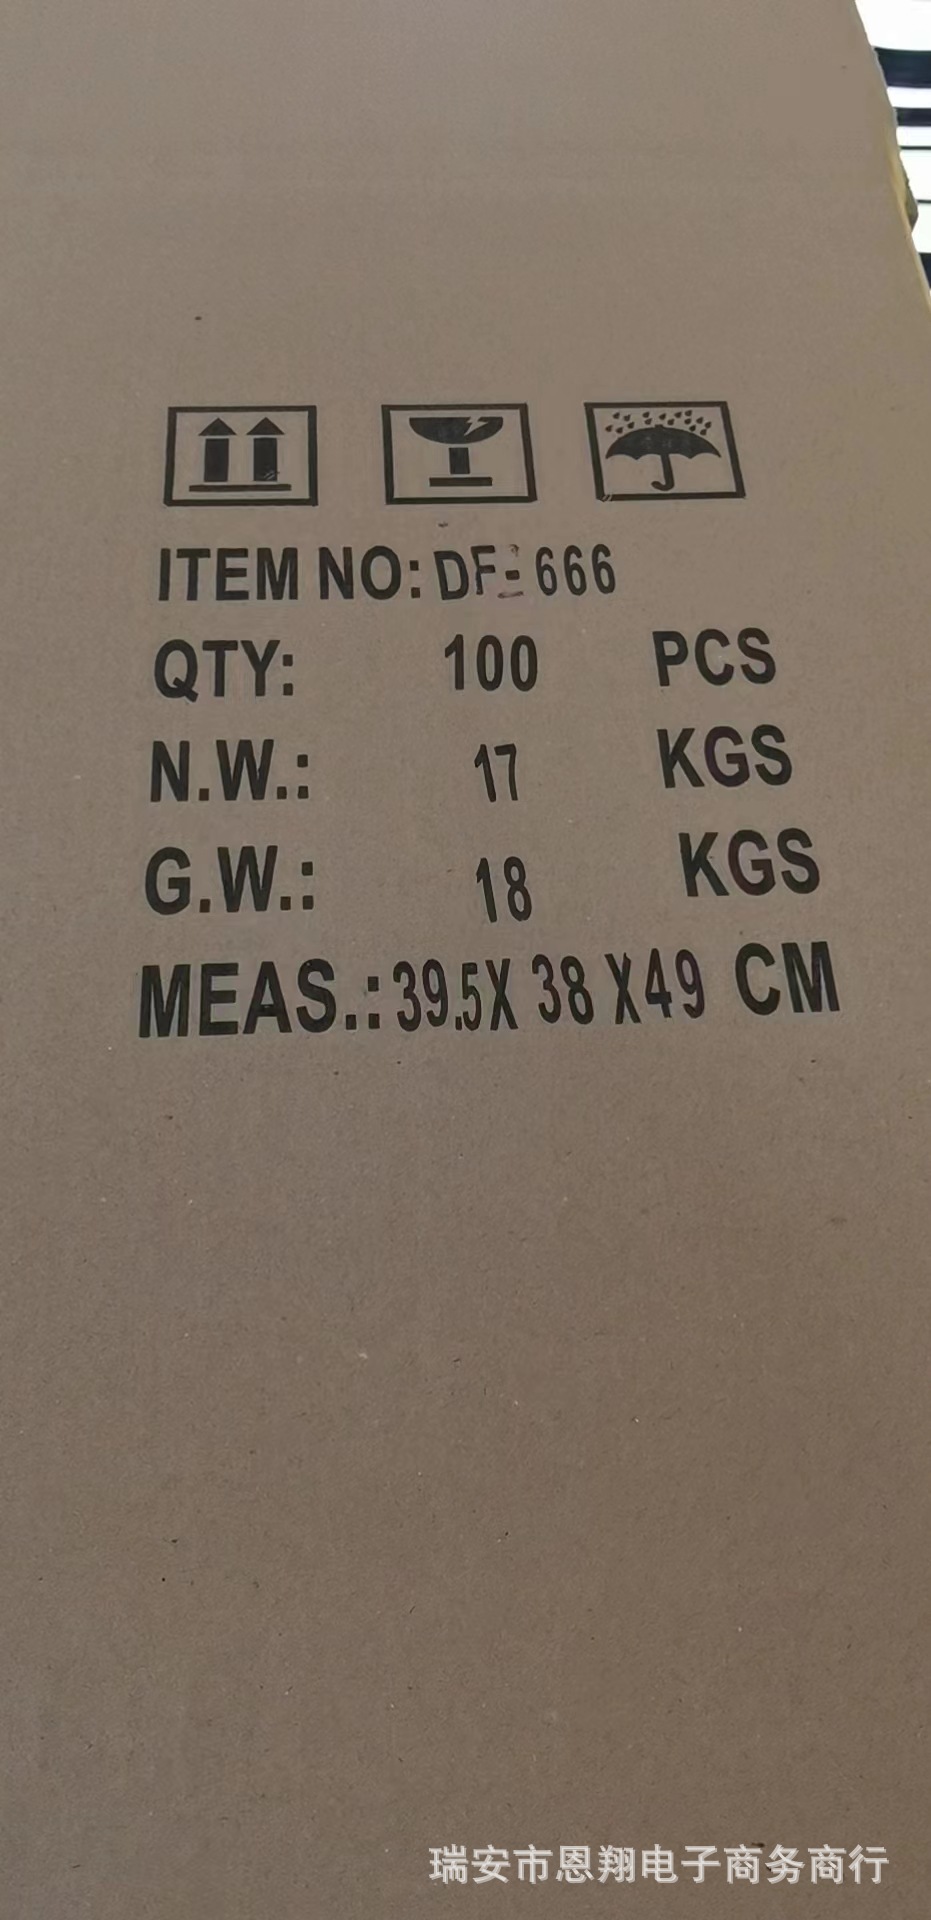 ITEM NO: DF-666
QTY: 100 PCS
N.W.: 17 KGS
G.W.: 18 KGS
MEAS.: 39.5X 38 X49 CM
瑞安市恩翔电子商务商行